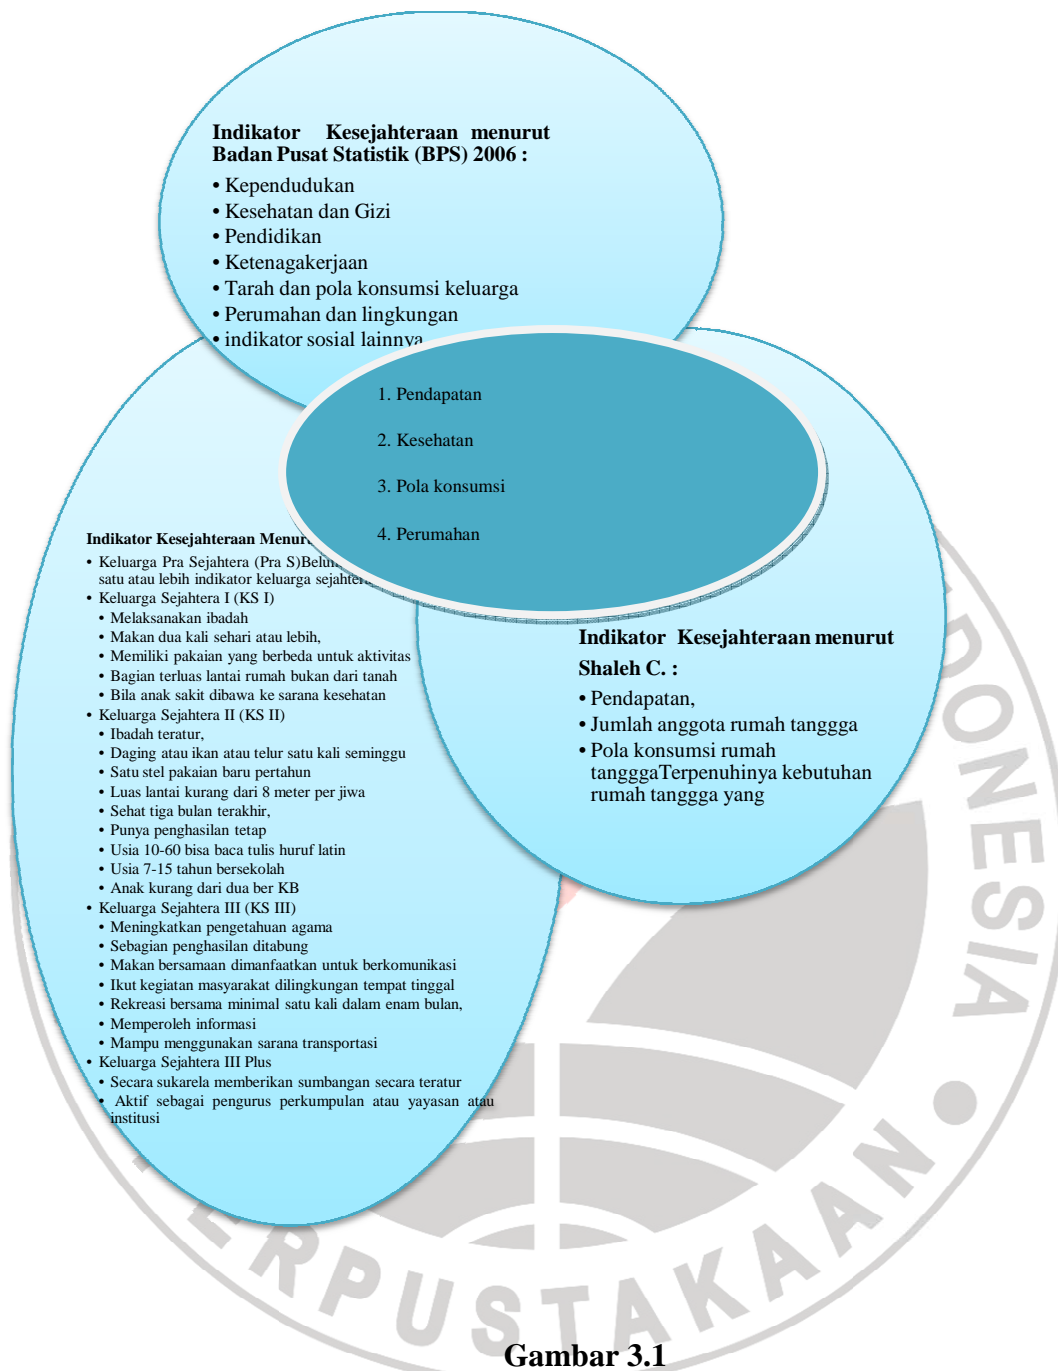 Indikator Kesejahteraan menurut
Badan Pusat Statistik (BPS) 2006 :
• Kependudukan
• Kesehatan dan Gizi
• Pendidikan
• Ketenagakerjaan
• Tarah dan pola konsumsi keluarga
• Perumahan dan lingkungan
• indikator sosial lainnya
1. Pendapatan
2. Kesehatan
3. Pola konsumsi
4. Perumahan
Indikator Kesejahteraan
• Keluarga Pra Sejahtera (Pra S)
satu atau lebih indikator keluarga
• Keluarga Sejahtera I (KS I)
• Melaksanakan ibadah
• Makan dua kali sehari atau lebih,
• Memiliki pakaian yang berbeda untuk aktivitas
• Bagian terluas lantai rumah bukan dari tanah
• Bila anak sakit dibawa ke sarana kesehatan
• Keluarga Sejahtera II (KS II)
• Ibadah teratur,
• Daging atau ikan atau telur satu kali seminggu
• Satu stel pakaian baru pertahun
• Luas lantai kurang dari 8 meter per jiwa
• Sehat tiga bulan terakhir,
• Punya penghasilan tetap
• Usia 10-60 bisa baca tulis huruf latin
• Usia 7-15 tahun bersekolah
• Anak kurang dari dua ber KB
• Keluarga Sejahtera III (KS III)
• Meningkatkan pengetahuan agama
• Sebagian penghasilan ditabung
• Makan bersamaan dimanfaatkan untuk berkomunikasi
• Ikut kegiatan masyarakat dilingkungan tempat tinggal
• Rekreasi bersama minimal satu kali dalam enam bulan,
• Memperoleh informasi
• Mampu menggunakan sarana transportasi
• Keluarga Sejahtera III Plus
• Secara sukarela memberikan sumbangan secara teratur
• Aktif sebagai pengurus perkumpulan atau yayasan atau
institusi
Indikator Kesejahteraan menurut
Shaleh C. :
• Pendapatan,
• Jumlah anggota rumah tanggga
• Pola konsumsi rumah
tangggaTerpenuhinya kebutuhan
rumah tanggga yang
PERPUSTAKAAN
Gambar 3.1